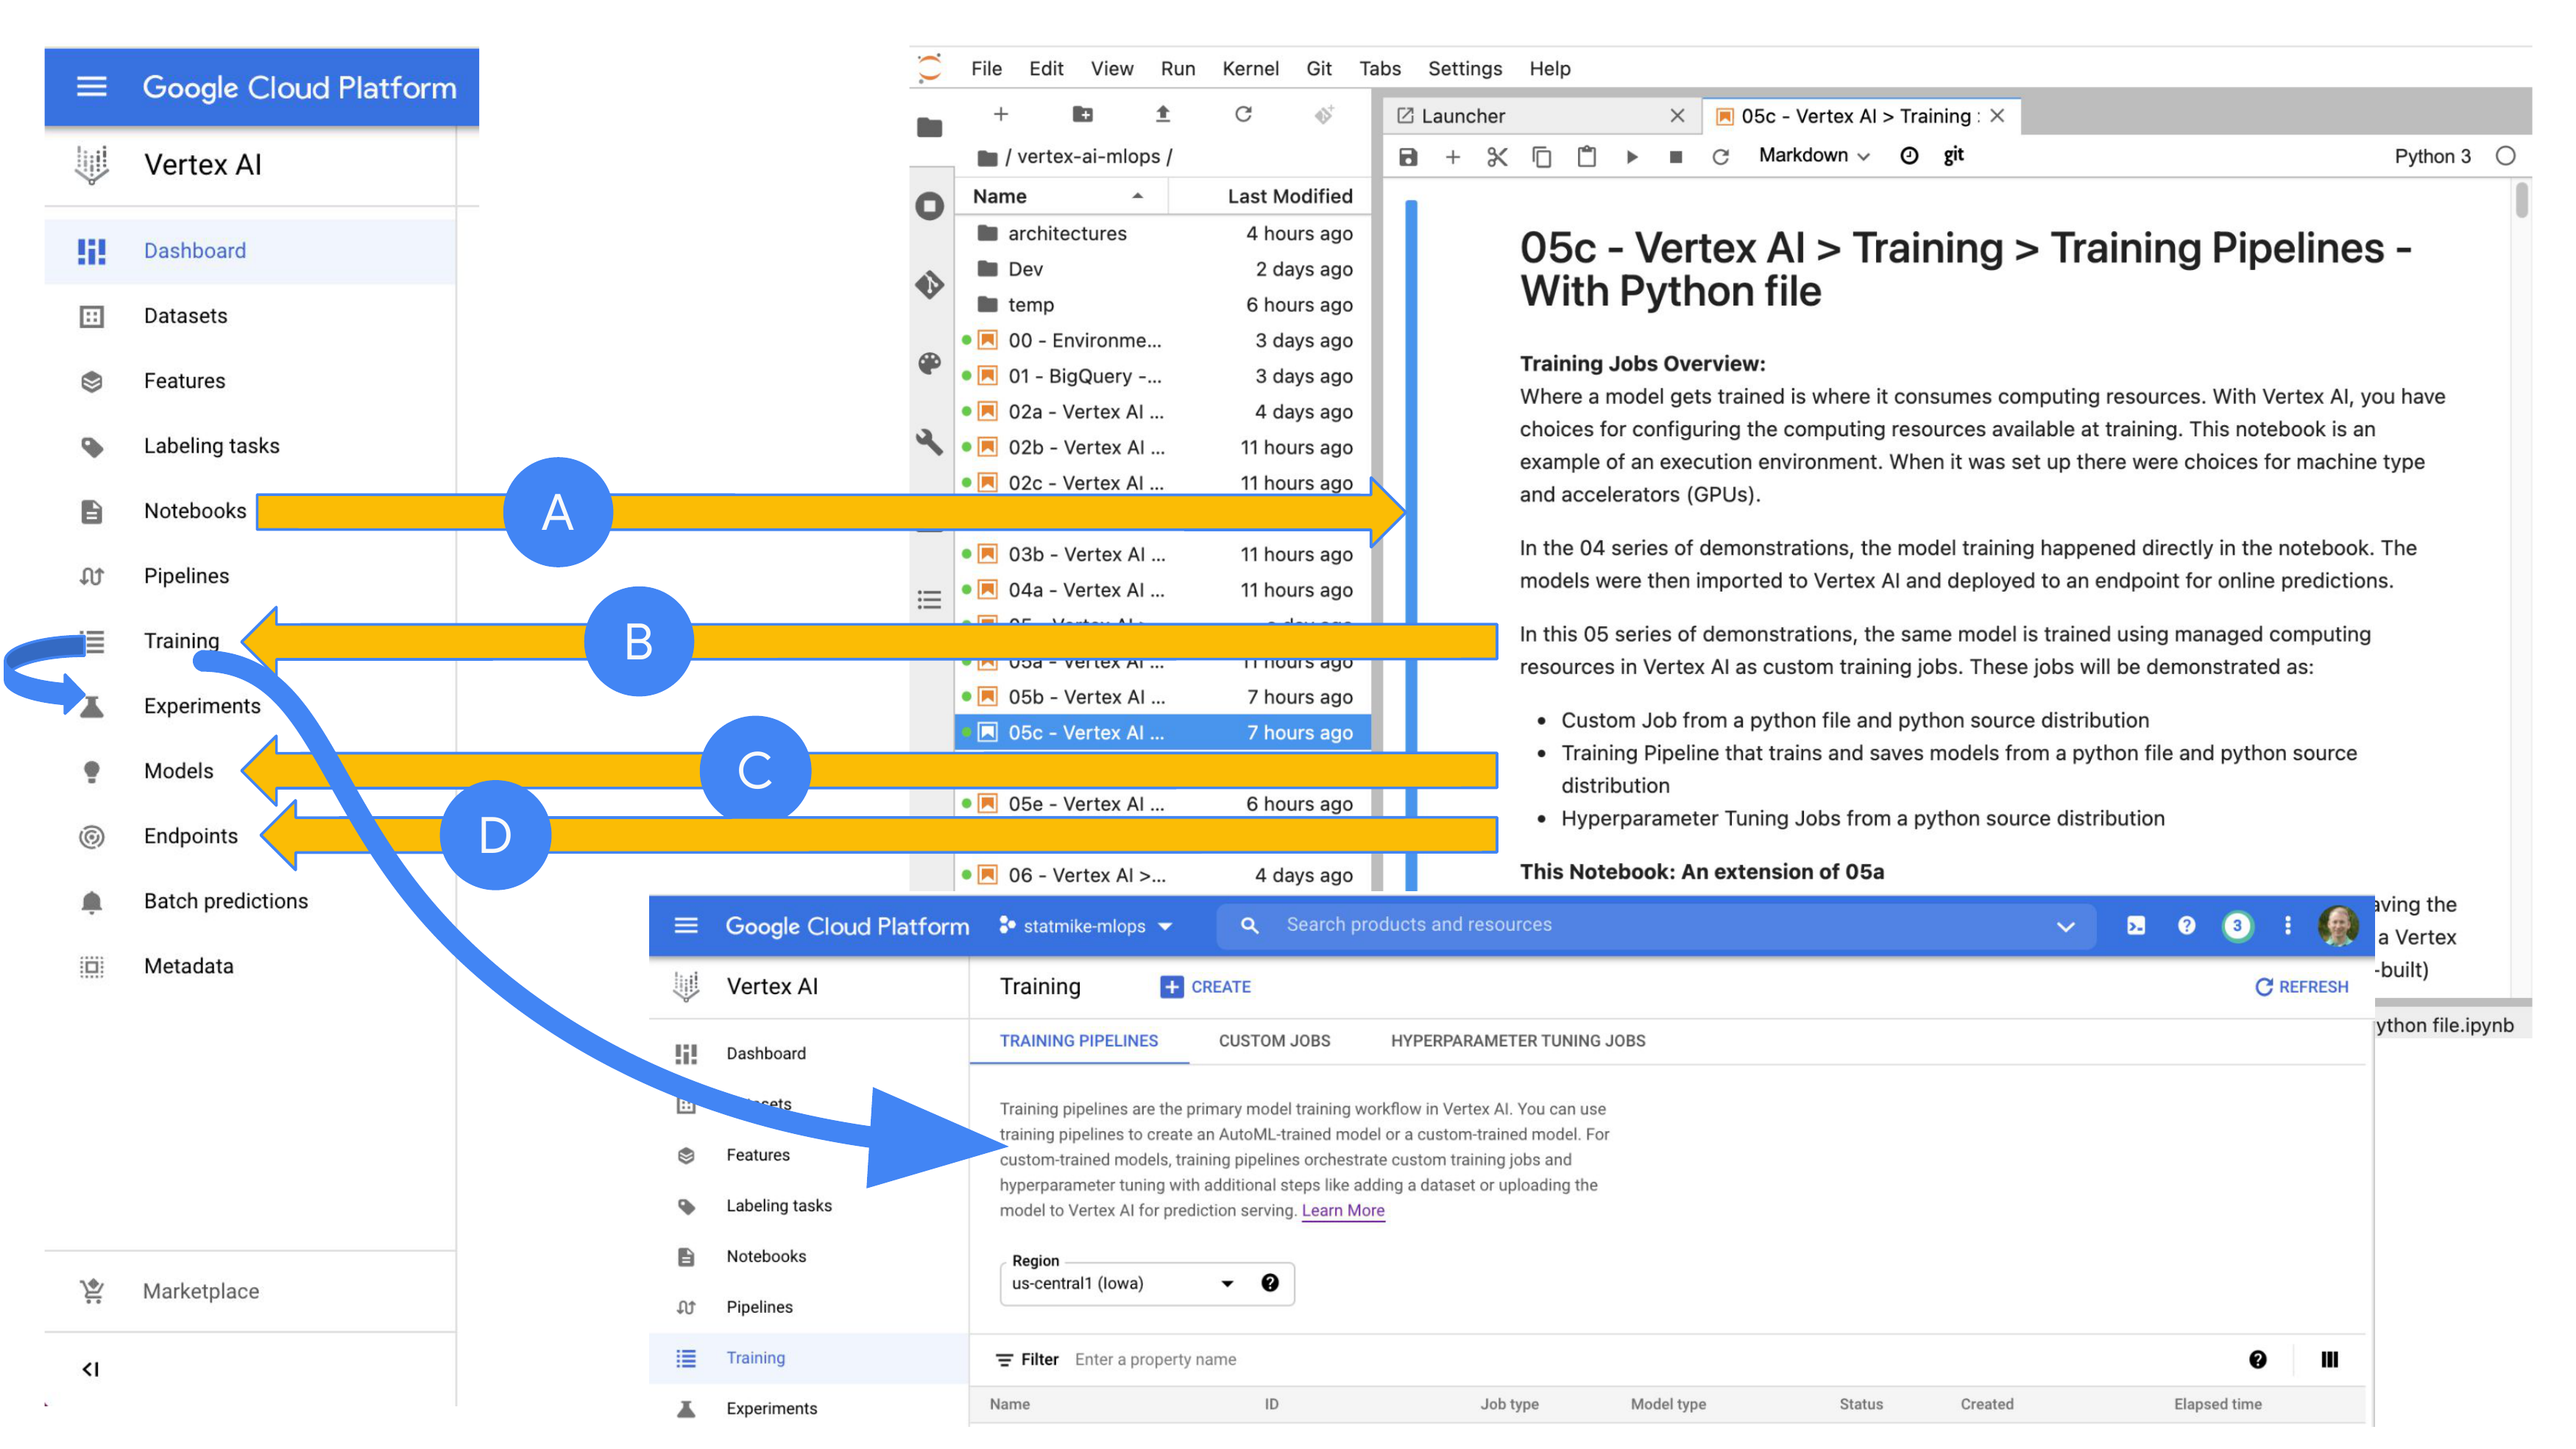 Google Cloud Platform
Vertex AI
Dashboard
Datasets
Features
Labeling tasks
Notebooks
Pipelines
Training
Experiments
Models
Endpoints
Batch predictions
Metadata
Marketplace
A
B
C
D
File Edit View Run Kernel Git Tabs Settings Help
/ vertex-ai-mlops /
Name Last Modified
architectures 4 hours ago
Dev 2 days ago
temp 6 hours ago
00 - Environme... 3 days ago
01 - BigQuery -... 3 days ago
02a - Vertex AI ... 4 days ago
02b - Vertex AI ... 11 hours ago
02c - Vertex AI ... 11 hours ago
03b - Vertex AI ... 11 hours ago
04a - Vertex AI ... 11 hours ago
05a - Vertex AI ... 11 hours ago
05b - Vertex AI ... 7 hours ago
05c - Vertex AI ... 7 hours ago
05e - Vertex AI ... 6 hours ago
06 - Vertex AI >... 4 days ago
Launcher
05c - Vertex AI > Training :
Markdown git Python 3
05c - Vertex AI > Training > Training Pipelines -
With Python file
Training Jobs Overview:
Where a model gets trained is where it consumes computing resources. With Vertex AI, you have
choices for configuring the computing resources available at training. This notebook is an
example of an execution environment. When it was set up there were choices for machine type
and accelerators (GPUs).
In the 04 series of demonstrations, the model training happened directly in the notebook. The
models were then imported to Vertex AI and deployed to an endpoint for online predictions.
In this 05 series of demonstrations, the same model is trained using managed computing
resources in Vertex AI as custom training jobs. These jobs will be demonstrated as:
• Custom Job from a python file and python source distribution
• Training Pipeline that trains and saves models from a python file and python source
distribution
• Hyperparameter Tuning Jobs from a python source distribution
This Notebook: An extension of 05a
aving the
a Vertex
-built)
ython file.ipynb
Google Cloud Platform statmike-mlops Search products and resources 3
Vertex AI
Dashboard
Features
Labeling tasks
Notebooks
Pipelines
Training
Experiments
Training CREATE REFRESH
TRAINING PIPELINES CUSTOM JOBS HYPERPARAMETER TUNING JOBS
Training pipelines are the primary model training workflow in Vertex AI. You can use
training pipelines to create an AutoML-trained model or a custom-trained model. For
custom-trained models, training pipelines orchestrate custom training jobs and
hyperparameter tuning with additional steps like adding a dataset or uploading the
model to Vertex AI for prediction serving. Learn More
Region
us-central1 (Iowa)
Filter Enter a property name
Name ID Job type Model type Status Created Elapsed time